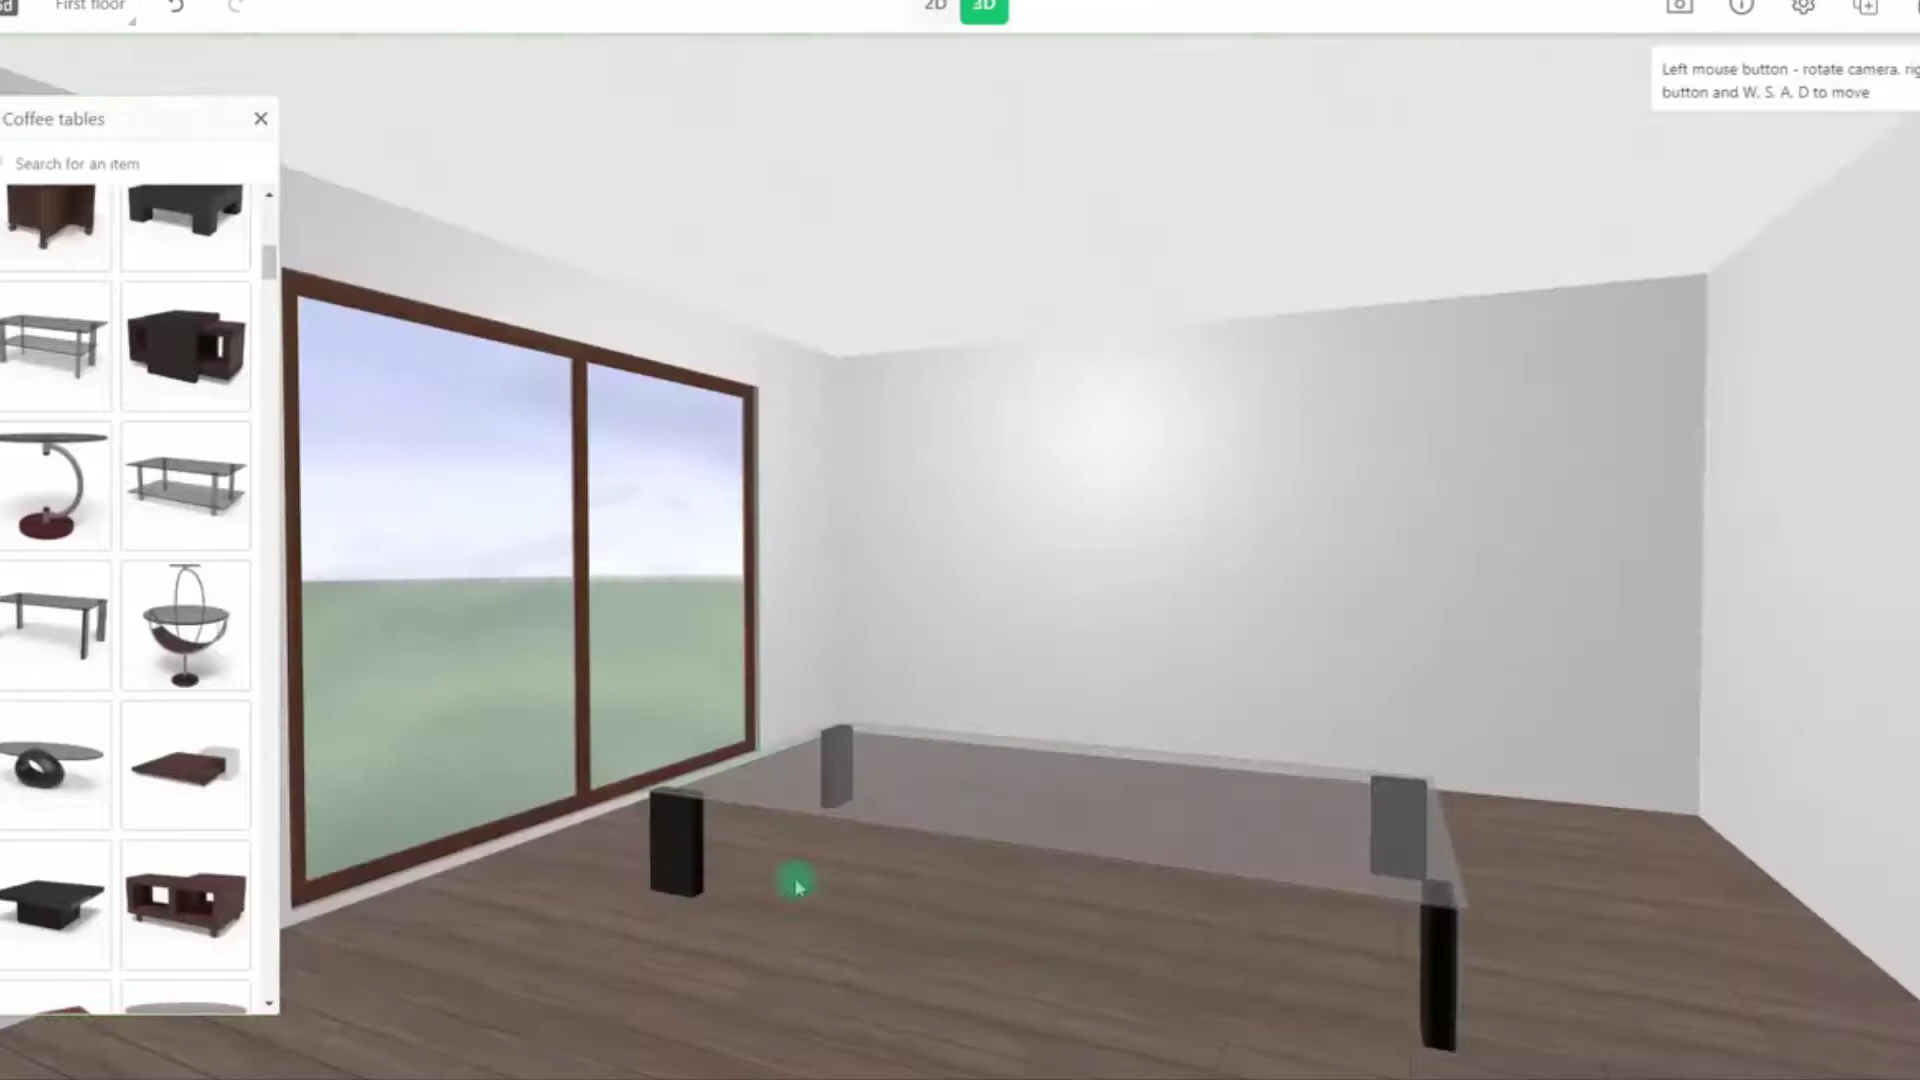 First floor
2D
3D
Left mouse button - rotate camera. rig
button and W, S, A, D to move
Coffee tables
Search for an item